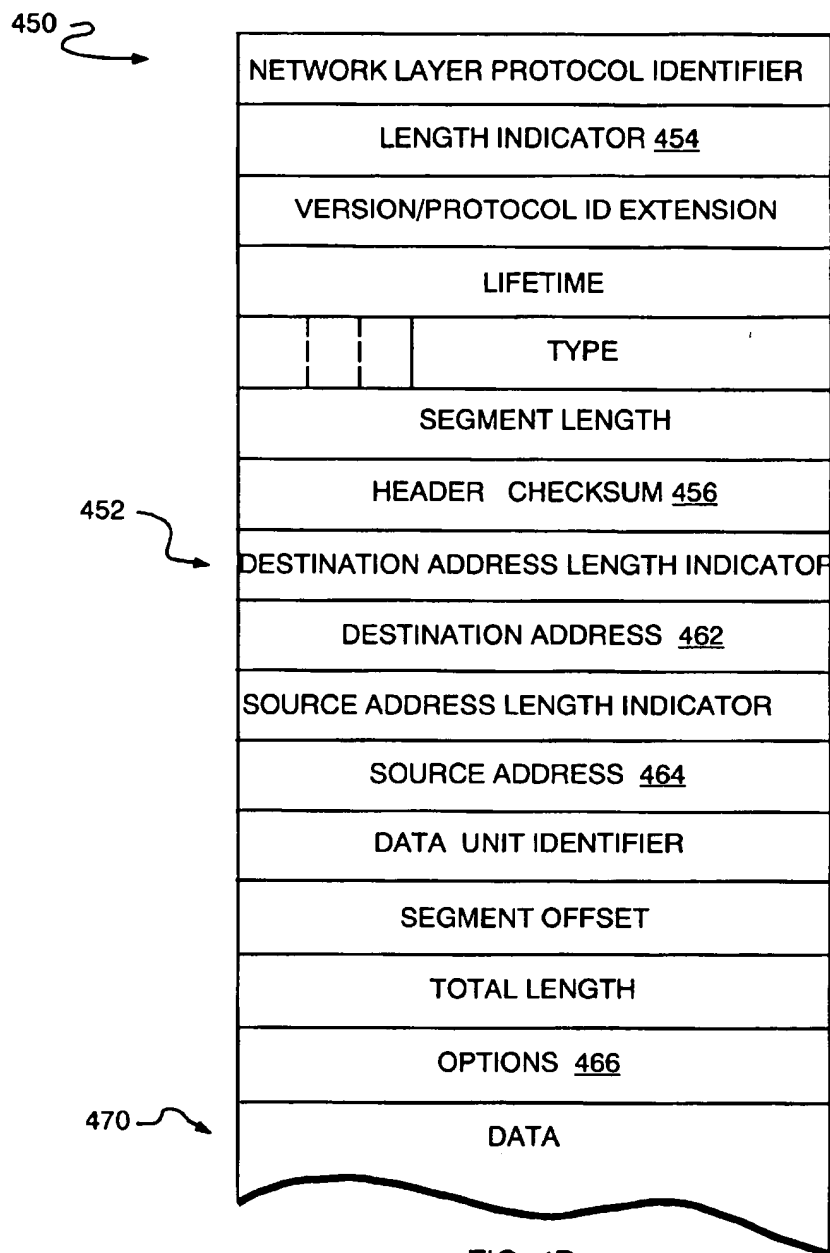 450
NETWORK LAYER PROTOCOL IDENTIFIER
LENGTH INDICATOR 454
VERSION/PROTOCOL ID EXTENSION
LIFETIME
TYPE
SEGMENT LENGTH
HEADER CHECKSUM 456
452
DESTINATION ADDRESS LENGTH INDICATOR
DESTINATION ADDRESS 462
SOURCE ADDRESS LENGTH INDICATOR
SOURCE ADDRESS 464
DATA UNIT IDENTIFIER
SEGMENT OFFSET
TOTAL LENGTH
OPTIONS 466
470
DATA